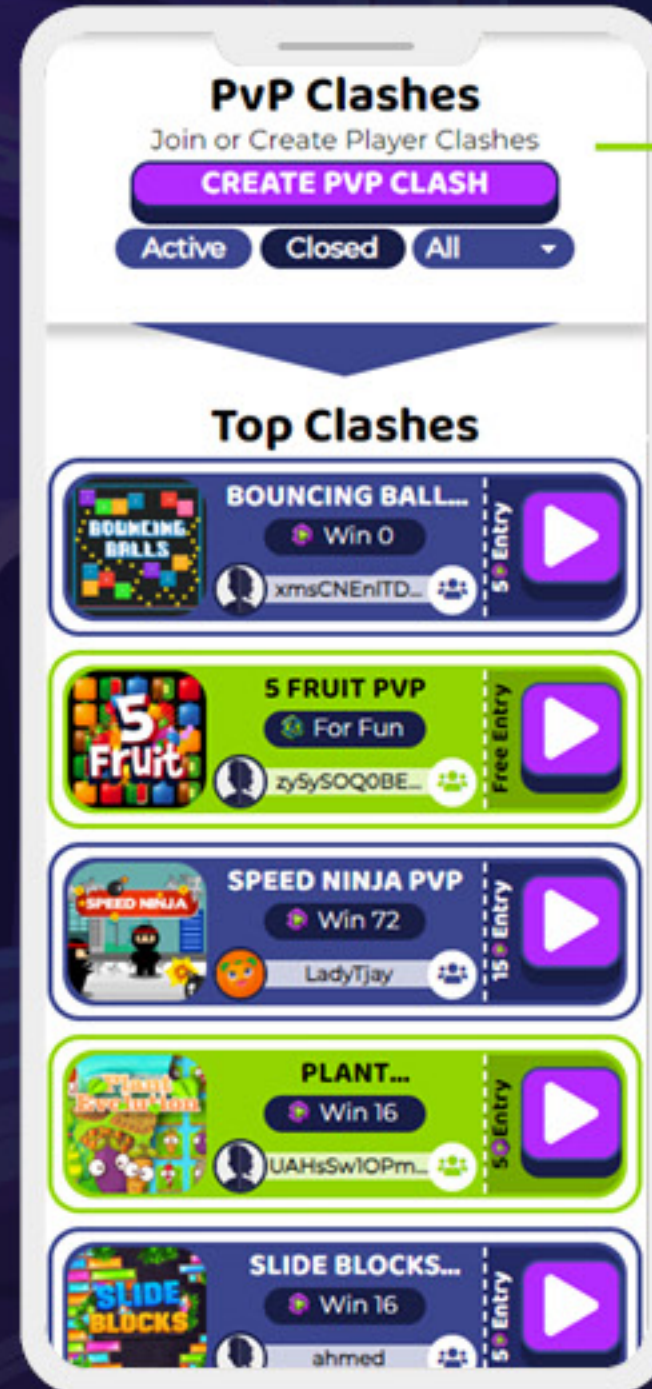 PvP Clashes
Join or Create Player Clashes
CREATE PVP CLASH
Active
Closed
All
Top Clashes
BOUNCING BALLS
BOUNCING BALL...
Win 0
xmsCNEnlTD...
5 Entry
5 Fruit
5 FRUIT PVP
For Fun
zySySOQ0BE...
Free Entry
SPEED NINJA
SPEED NINJA PVP
Win 72
LadyTjay
15 Entry
Plant Evolution
PLANT...
Win 16
UAHsSw1OPm...
5 Entry
SLIDE BLOCKS
SLIDE BLOCKS...
Win 16
ahmed
5 Entry